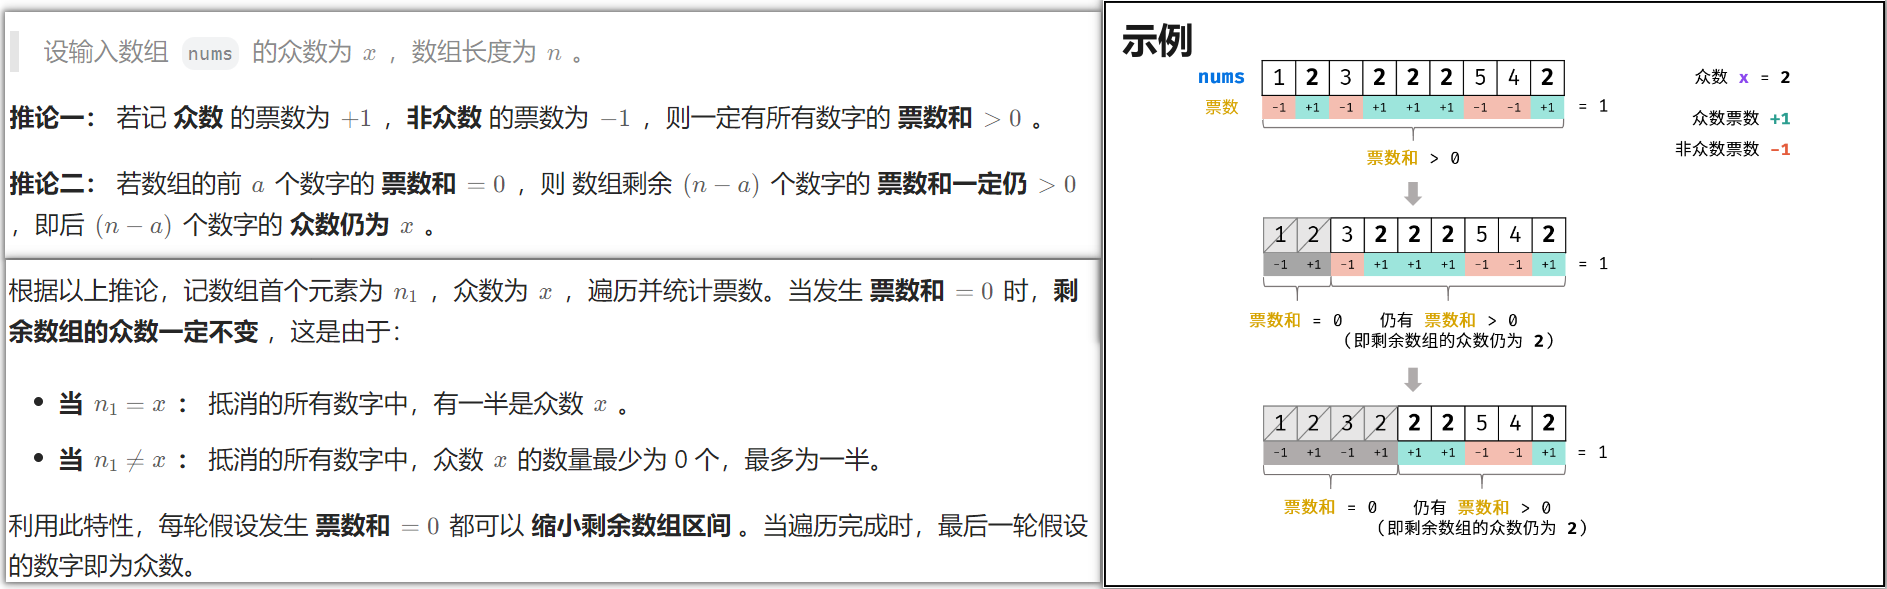 设输入数组 nums 的众数为 x ，数组长度为 n 。
推论一： 若记 众数 的票数为 +1 ，非众数 的票数为 −1 ，则一定有所有数字的 票数和 > 0 。
推论二： 若数组的前 a 个数字的 票数和 = 0 ，则 数组剩余 (n − a) 个数字的 票数和一定仍 > 0
，即后 (n − a) 个数字的 众数仍为 x 。
根据以上推论，记数组首个元素为 n₁ ，众数为 x ，遍历并统计票数。当发生 票数和 = 0 时，剩
余数组的众数一定不变 ，这是由于：
• 当 n₁ = x ： 抵消的所有数字中，有一半是众数 x 。
• 当 n₁ ≠ x ： 抵消的所有数字中，众数 x 的数量最少为 0 个，最多为一半。
利用此特性，每轮假设发生 票数和 = 0 都可以 缩小剩余数组区间 。当遍历完成时，最后一轮假设
的数字即为众数。
示例
nums 1 2 3 2 2 2 5 4 2
票数 -1 +1 -1 +1 +1 +1 -1 -1 +1 = 1
票数和 > 0
众数 x = 2
众数票数 +1
非众数票数 -1
1 2 3 2 2 2 5 4 2
-1 +1 -1 +1 +1 +1 -1 -1 +1 = 1
票数和 = 0 仍有 票数和 > 0
（即剩余数组的众数仍为 2）
1 2 3 2 2 2 5 4 2
-1 +1 -1 +1 +1 +1 -1 -1 +1 = 1
票数和 = 0 仍有 票数和 > 0
（即剩余数组的众数仍为 2）